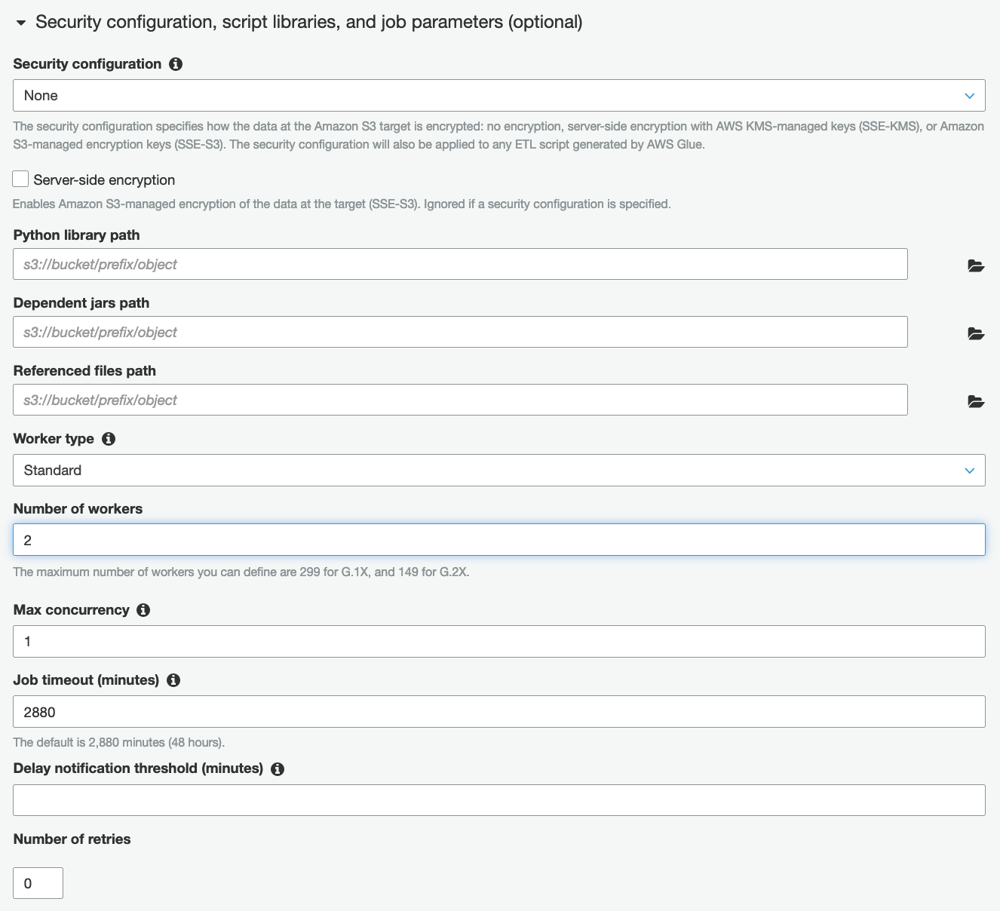 Security configuration, script libraries, and job parameters (optional)
Security configuration
None
The security configuration specifies how the data at the Amazon S3 target is encrypted: no encryption, server-side encryption with AWS KMS-managed keys (SSE-KMS), or Amazon
S3-managed encryption keys (SSE-S3). The security configuration will also be applied to any ETL script generated by AWS Glue.
Server-side encryption
Enables Amazon S3-managed encryption of the data at the target (SSE-S3). Ignored if a security configuration is specified.
Python library path
s3://bucket/prefix/object
Dependent jars path
s3://bucket/prefix/object
Referenced files path
s3://bucket/prefix/object
Worker type
Standard
Number of workers
2
The maximum number of workers you can define are 299 for G.1X, and 149 for G.2X.
Max concurrency
1
Job timeout (minutes)
2880
The default is 2,880 minutes (48 hours).
Delay notification threshold (minutes)
Number of retries
0